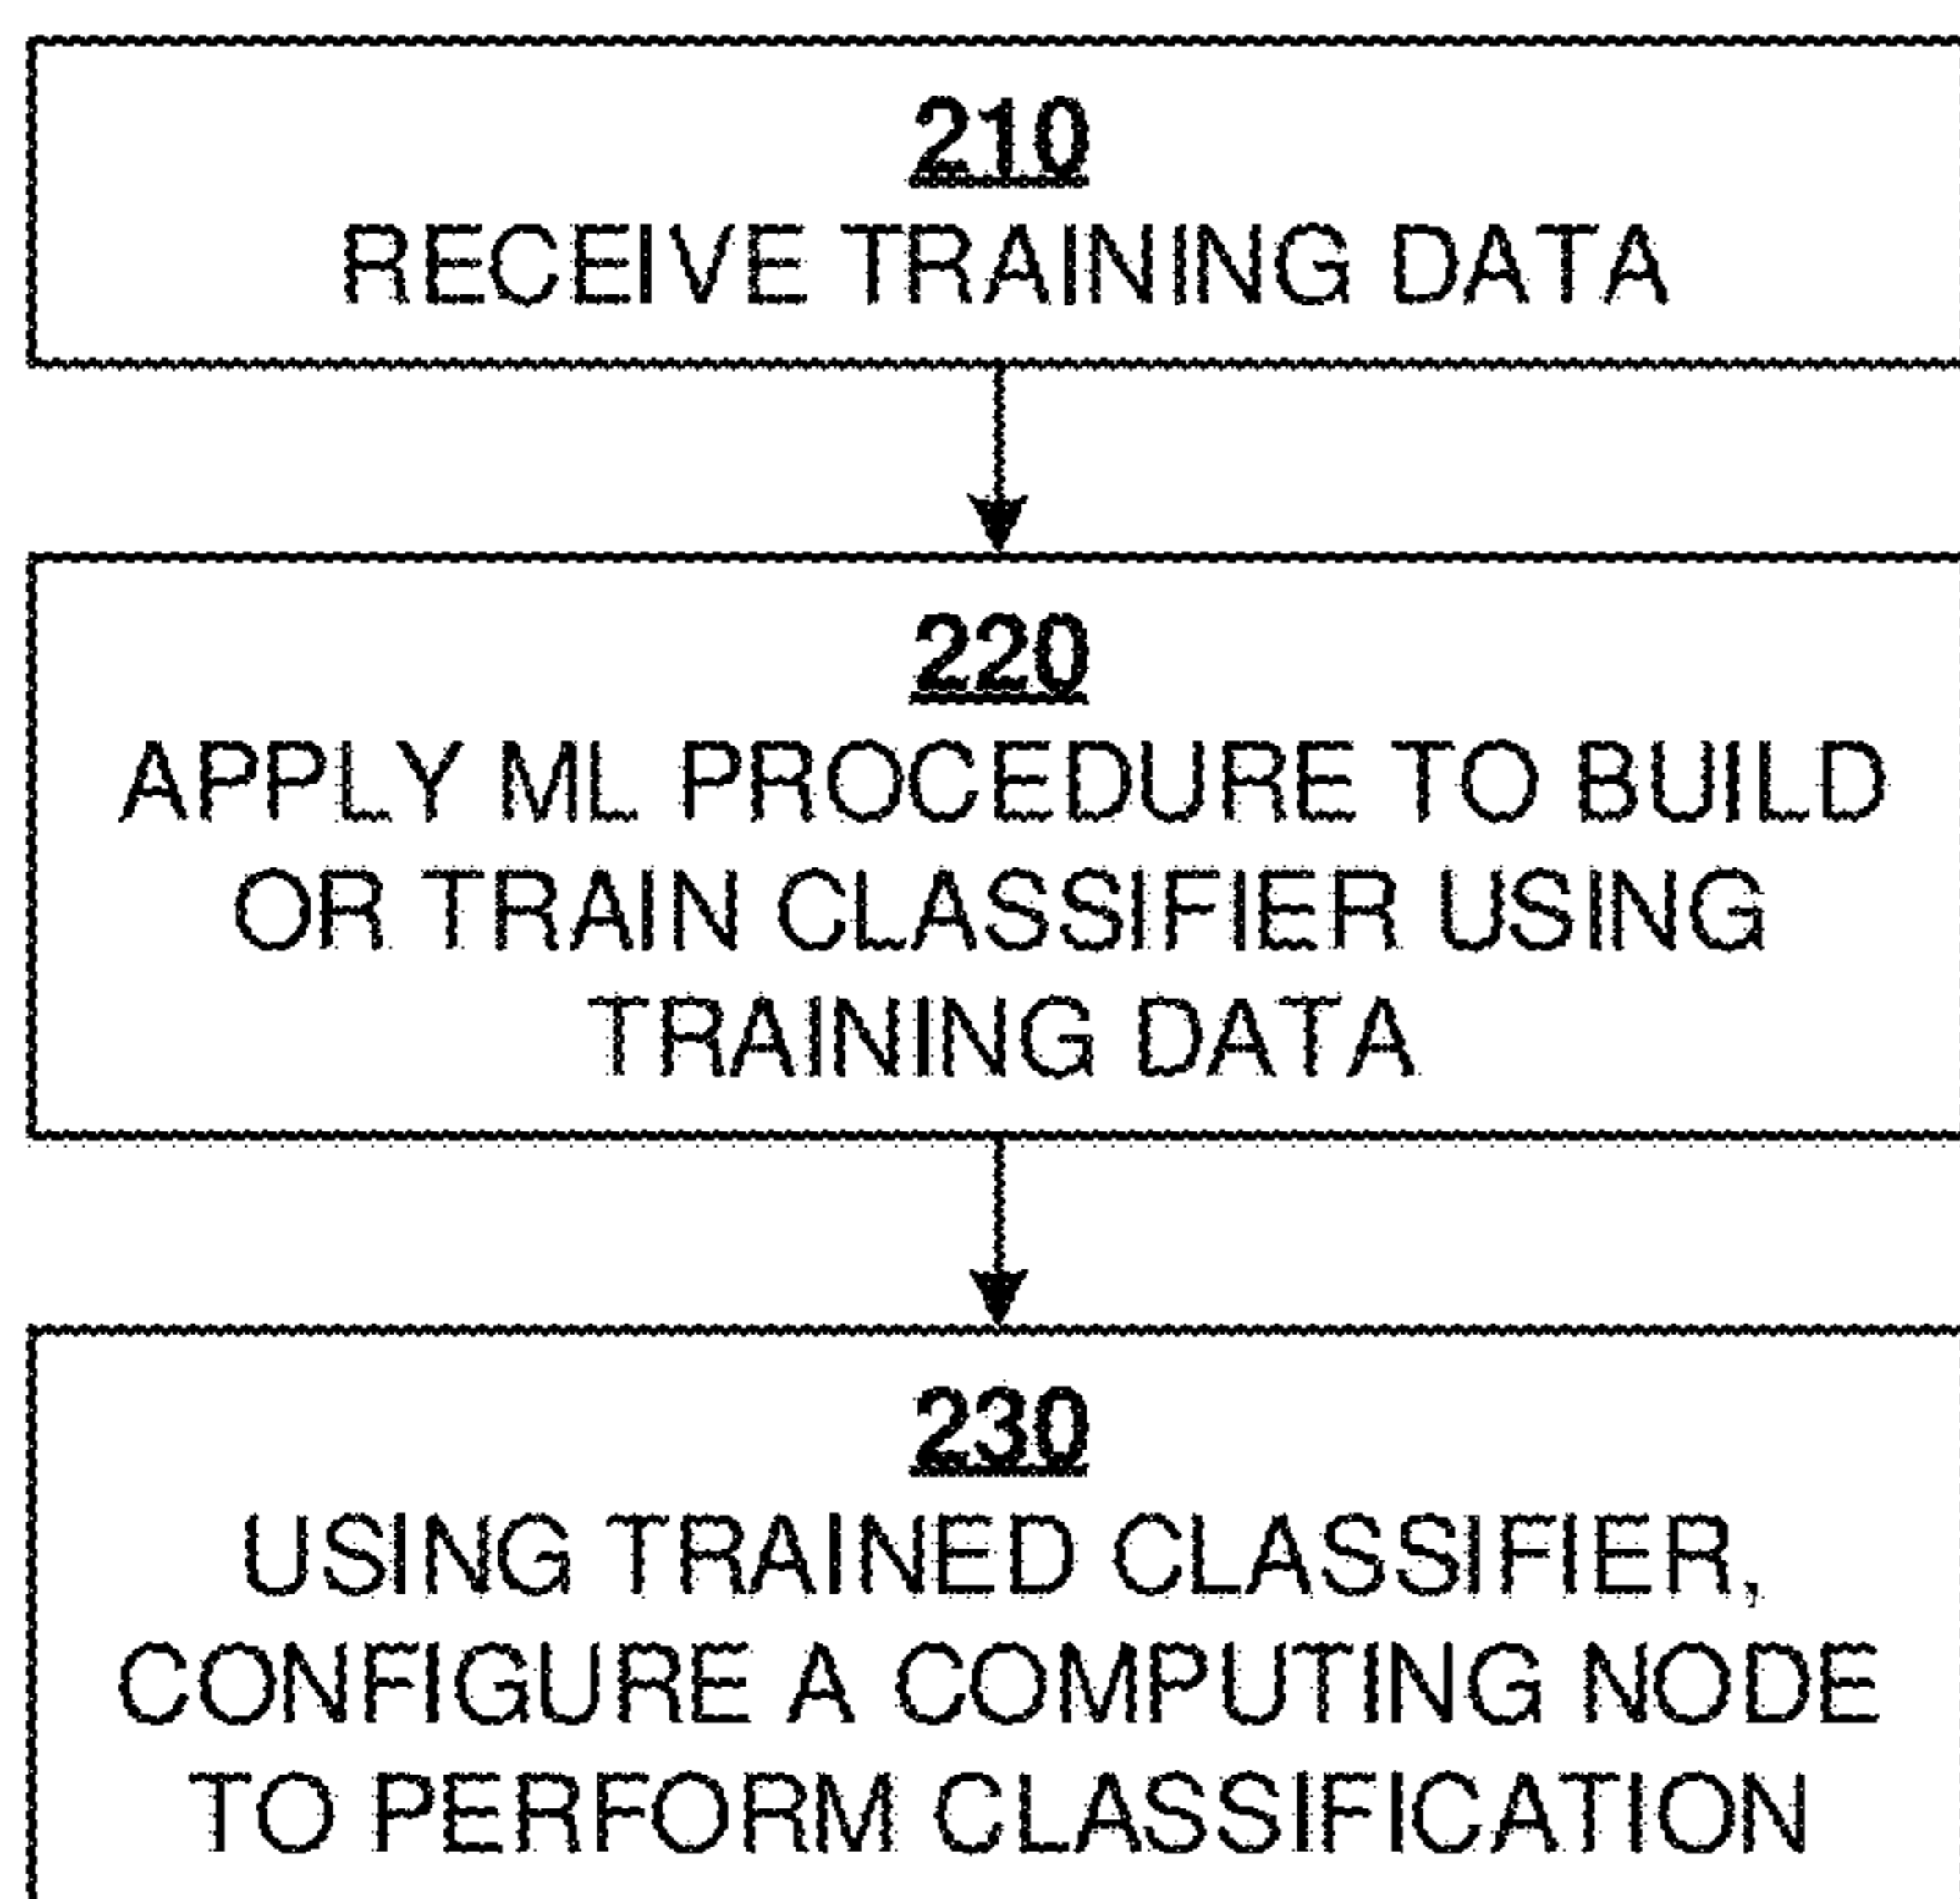 210
RECEIVE TRAINING DATA
220
APPLY ML PROCEDURE TO BUILD
OR TRAIN CLASSIFIER USING
TRAINING DATA
230
USING TRAINED CLASSIFIER,
CONFIGURE A COMPUTING NODE
TO PERFORM CLASSIFICATION